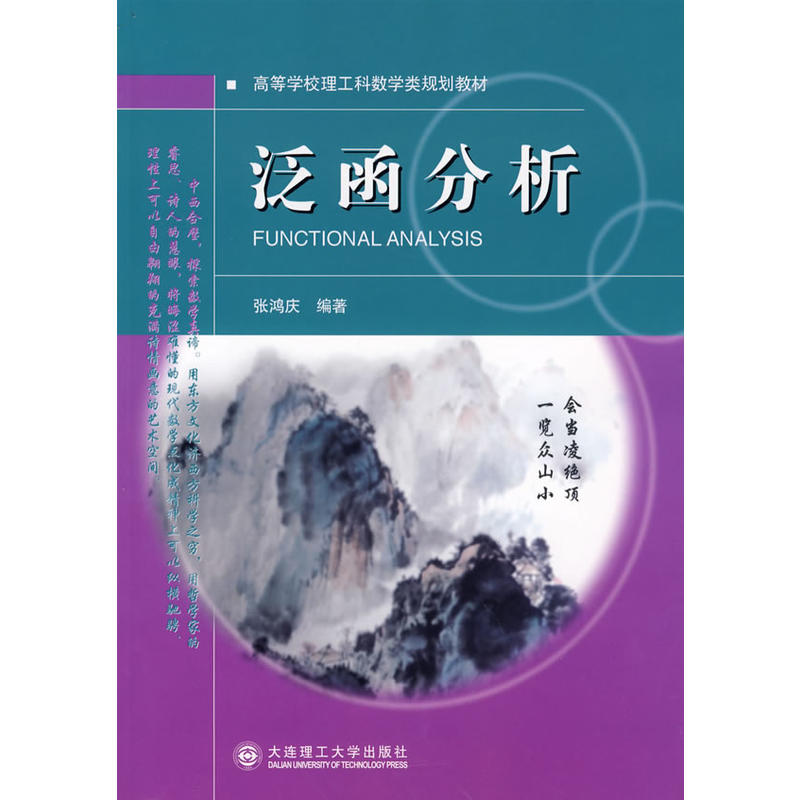 高等学校理工科数学类规划教材
泛函分析
FUNCTIONAL ANALYSIS
张鸿庆 编著
中西合璧，探索数学真谛。用东方文化济西方科学之穷，用哲学家的
睿思、诗人的慧眼，将晦涩难懂的现代数学点化成精神上可以纵横驰骋、
理性上可以自由翱翔的充满诗情画意的艺术空间。
会当凌绝顶
一览众山小
大连理工大学出版社
DALIAN UNIVERSITY OF TECHNOLOGY PRESS